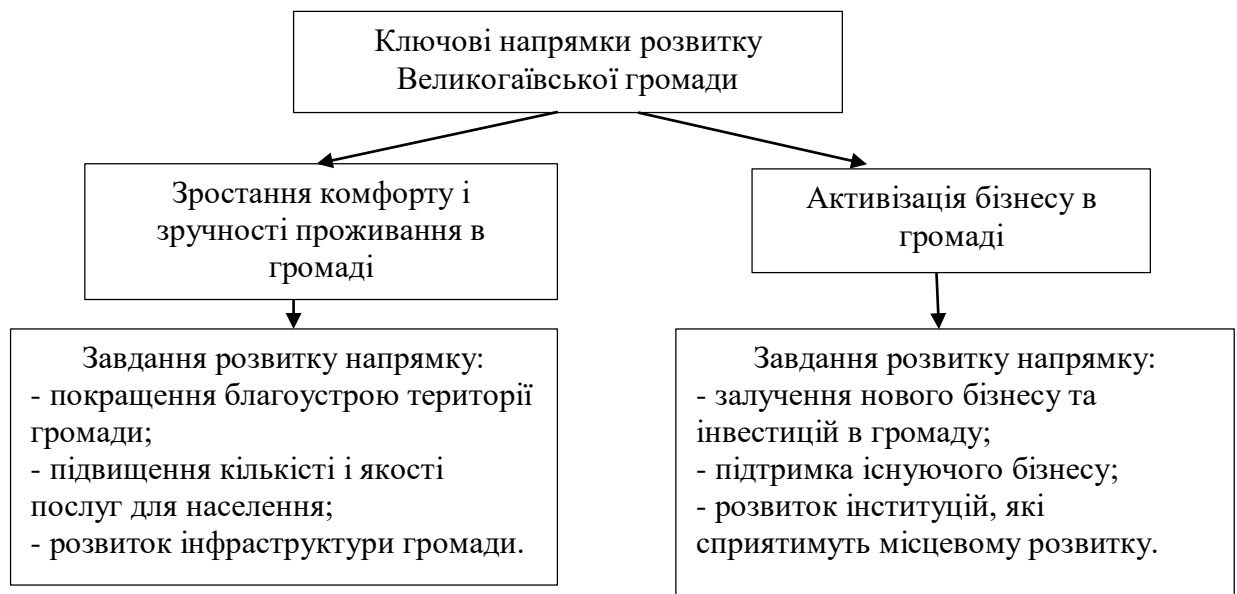 Ключові напрямки розвитку
Великогаївської громади
Зростання комфорту і
зручності проживання в
громаді
Активізація бізнесу в
громаді
Завдання розвитку напрямку:
- покращення благоустрою території
громади;
- підвищення кількісті і якості
послуг для населення;
- розвиток інфраструктури громади.
Завдання розвитку напрямку:
- залучення нового бізнесу та
інвестицій в громаду;
- підтримка існуючого бізнесу;
- розвиток інституцій, які
сприятимуть місцевому розвитку.